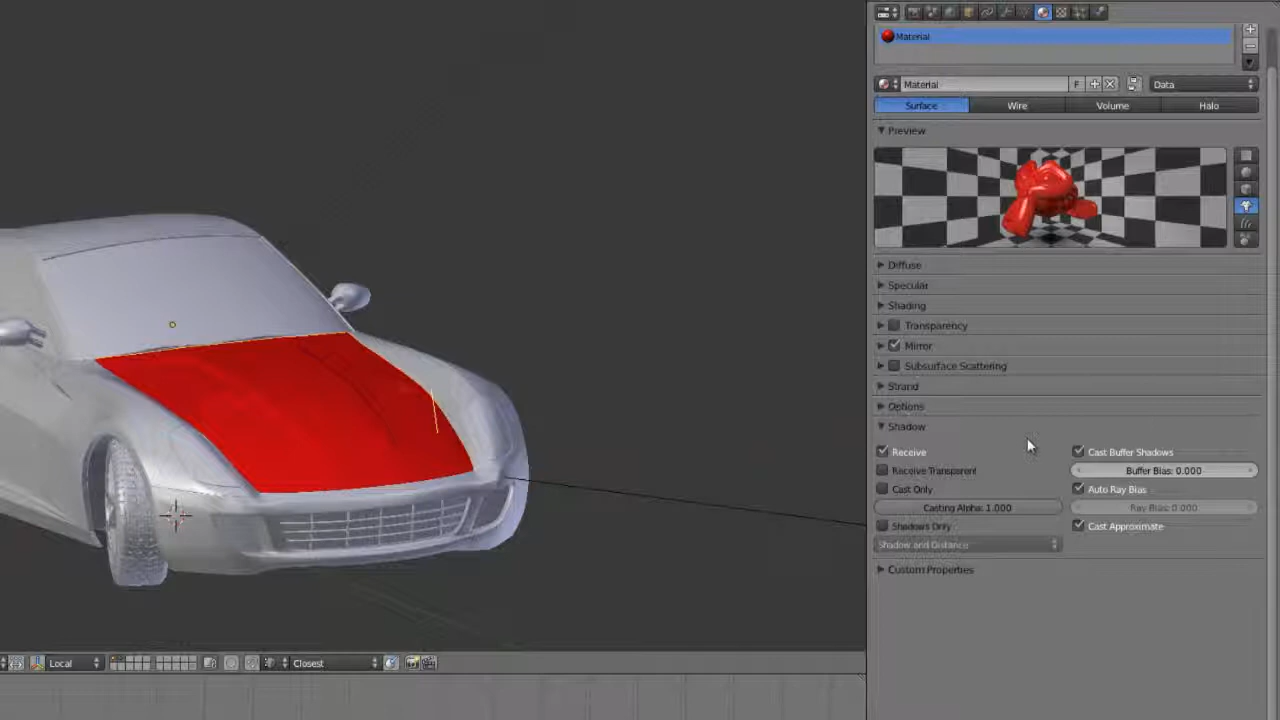 Material
Material F Data
Surface Wire Volume Halo
Preview
Diffuse
Specular
Shading
Transparency
Mirror
Subsurface Scattering
Strand
Options
Shadow
Receive Cast Buffer Shadows
Receive Transparent Buffer Bias: 0.000
Cast Only Auto Ray Bias
Casting Alpha: 1.000 Ray Bias: 0.000
Shadows Only Cast Approximate
Shadow and Distance
Custom Properties
Local Closest